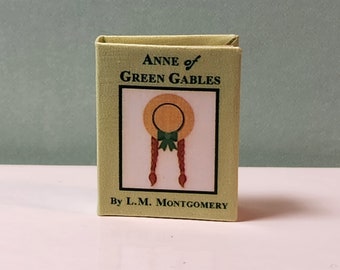 Anne of
Green Gables
By L.M. Montgomery